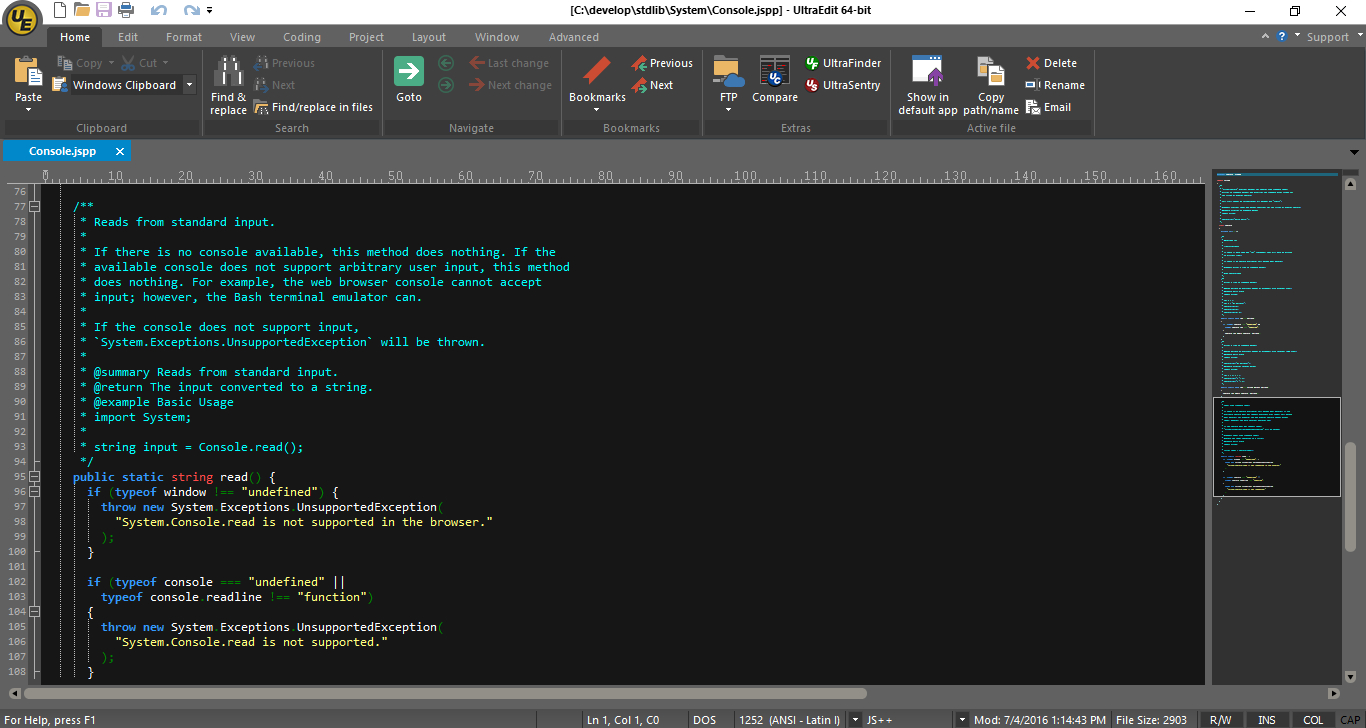 UE
[C:\develop\stdlib\System\Console.jspp] - UltraEdit 64-bit
Home Edit Format View Coding Project Layout Window Advanced Support
Paste Copy Cut
Windows Clipboard
Clipboard
Find & replace
Previous
Next
Find/replace in files
Search
Goto
Last change
Next change
Navigate
Bookmarks
Previous
Next
Bookmarks
FTP
Compare
UltraFinder
UltraSentry
Extras
Show in default app
Copy path/name
Delete
Rename
Email
Active file
Console.jspp
0 10 20 30 40 50 60 70 80 90 100 110 120 130 140 150 160
76
77 /**
78 * Reads from standard input.
79 *
80 * If there is no console available, this method does nothing. If the
81 * available console does not support arbitrary user input, this method
82 * does nothing. For example, the web browser console cannot accept
83 * input; however, the Bash terminal emulator can.
84 *
85 * If the console does not support input,
86 * `System.Exceptions.UnsupportedException` will be thrown.
87 *
88 * @summary Reads from standard input.
89 * @return The input converted to a string.
90 * @example Basic Usage
91 * import System;
92 *
93 * string input = Console.read();
94 */
95 public static string read() {
96 if (typeof window !== "undefined") {
97 throw new System.Exceptions.UnsupportedException(
98 "System.Console.read is not supported in the browser."
99 );
100 }
101
102 if (typeof console === "undefined" ||
103 typeof console.readline !== "function")
104 {
105 throw new System.Exceptions.UnsupportedException(
106 "System.Console.read is not supported."
107 );
108 }
For Help, press F1 Ln 1, Col 1, C0 DOS 1252 (ANSI - Latin I) JS++ Mod: 7/4/2016 1:14:43 PM File Size: 2903 R/W INS COL CAP